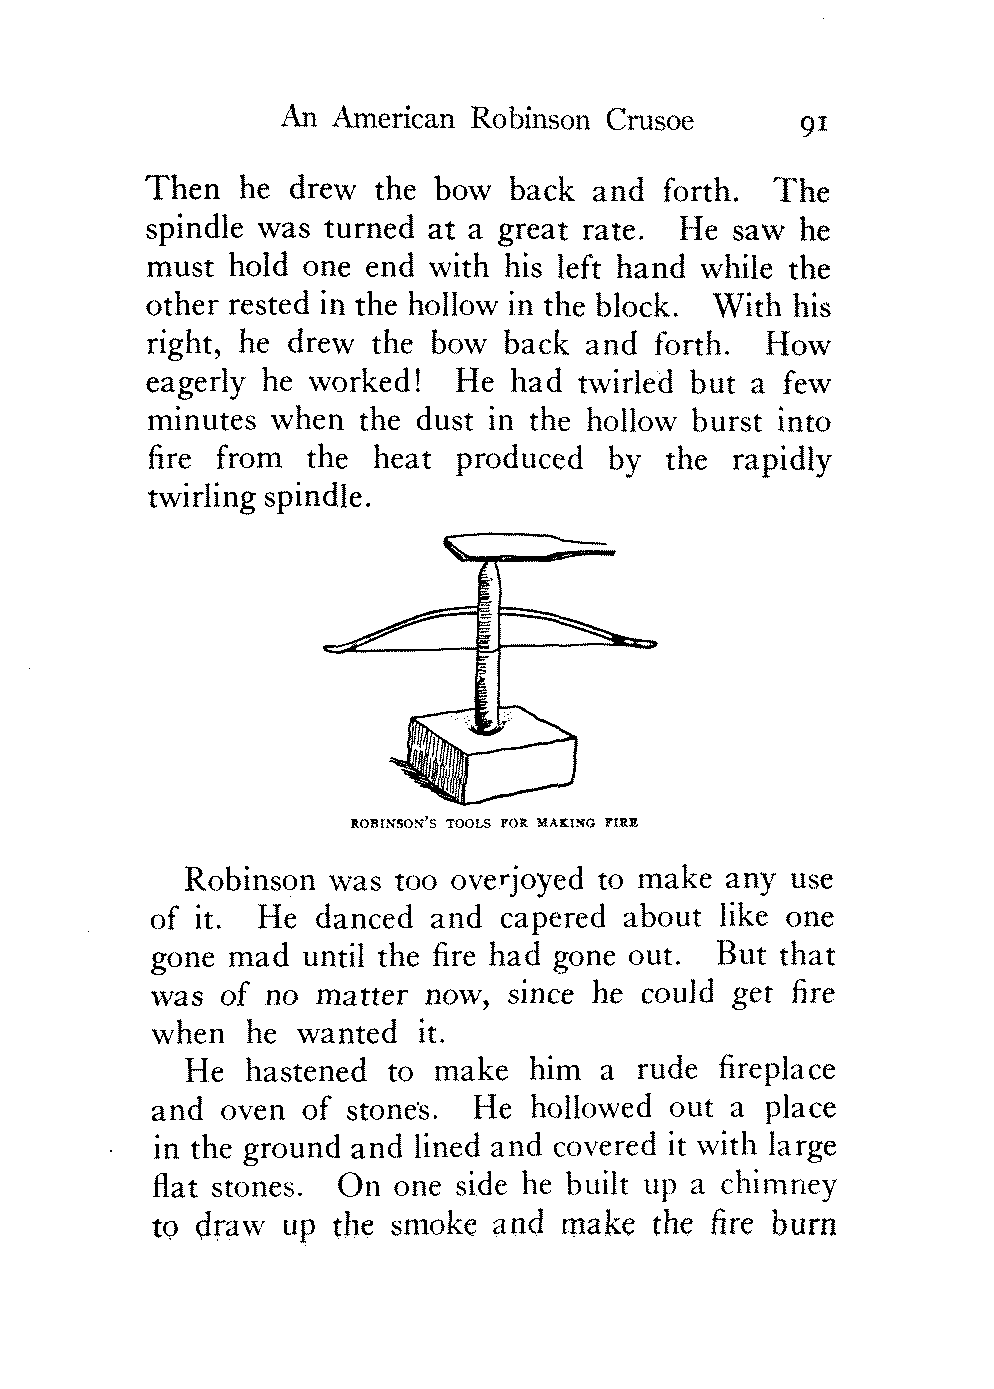 An American Robinson Crusoe 91
Then he drew the bow back and forth. The
spindle was turned at a great rate. He saw he
must hold one end with his left hand while the
other rested in the hollow in the block. With his
right, he drew the bow back and forth. How
eagerly he worked! He had twirled but a few
minutes when the dust in the hollow burst into
fire from the heat produced by the rapidly
twirling spindle.
ROBINSON'S TOOLS FOR MAKING FIRE
Robinson was too overjoyed to make any use
of it. He danced and capered about like one
gone mad until the fire had gone out. But that
was of no matter now, since he could get fire
when he wanted it.
He hastened to make him a rude fireplace
and oven of stones. He hollowed out a place
in the ground and lined and covered it with large
flat stones. On one side he built up a chimney
to draw up the smoke and make the fire burn